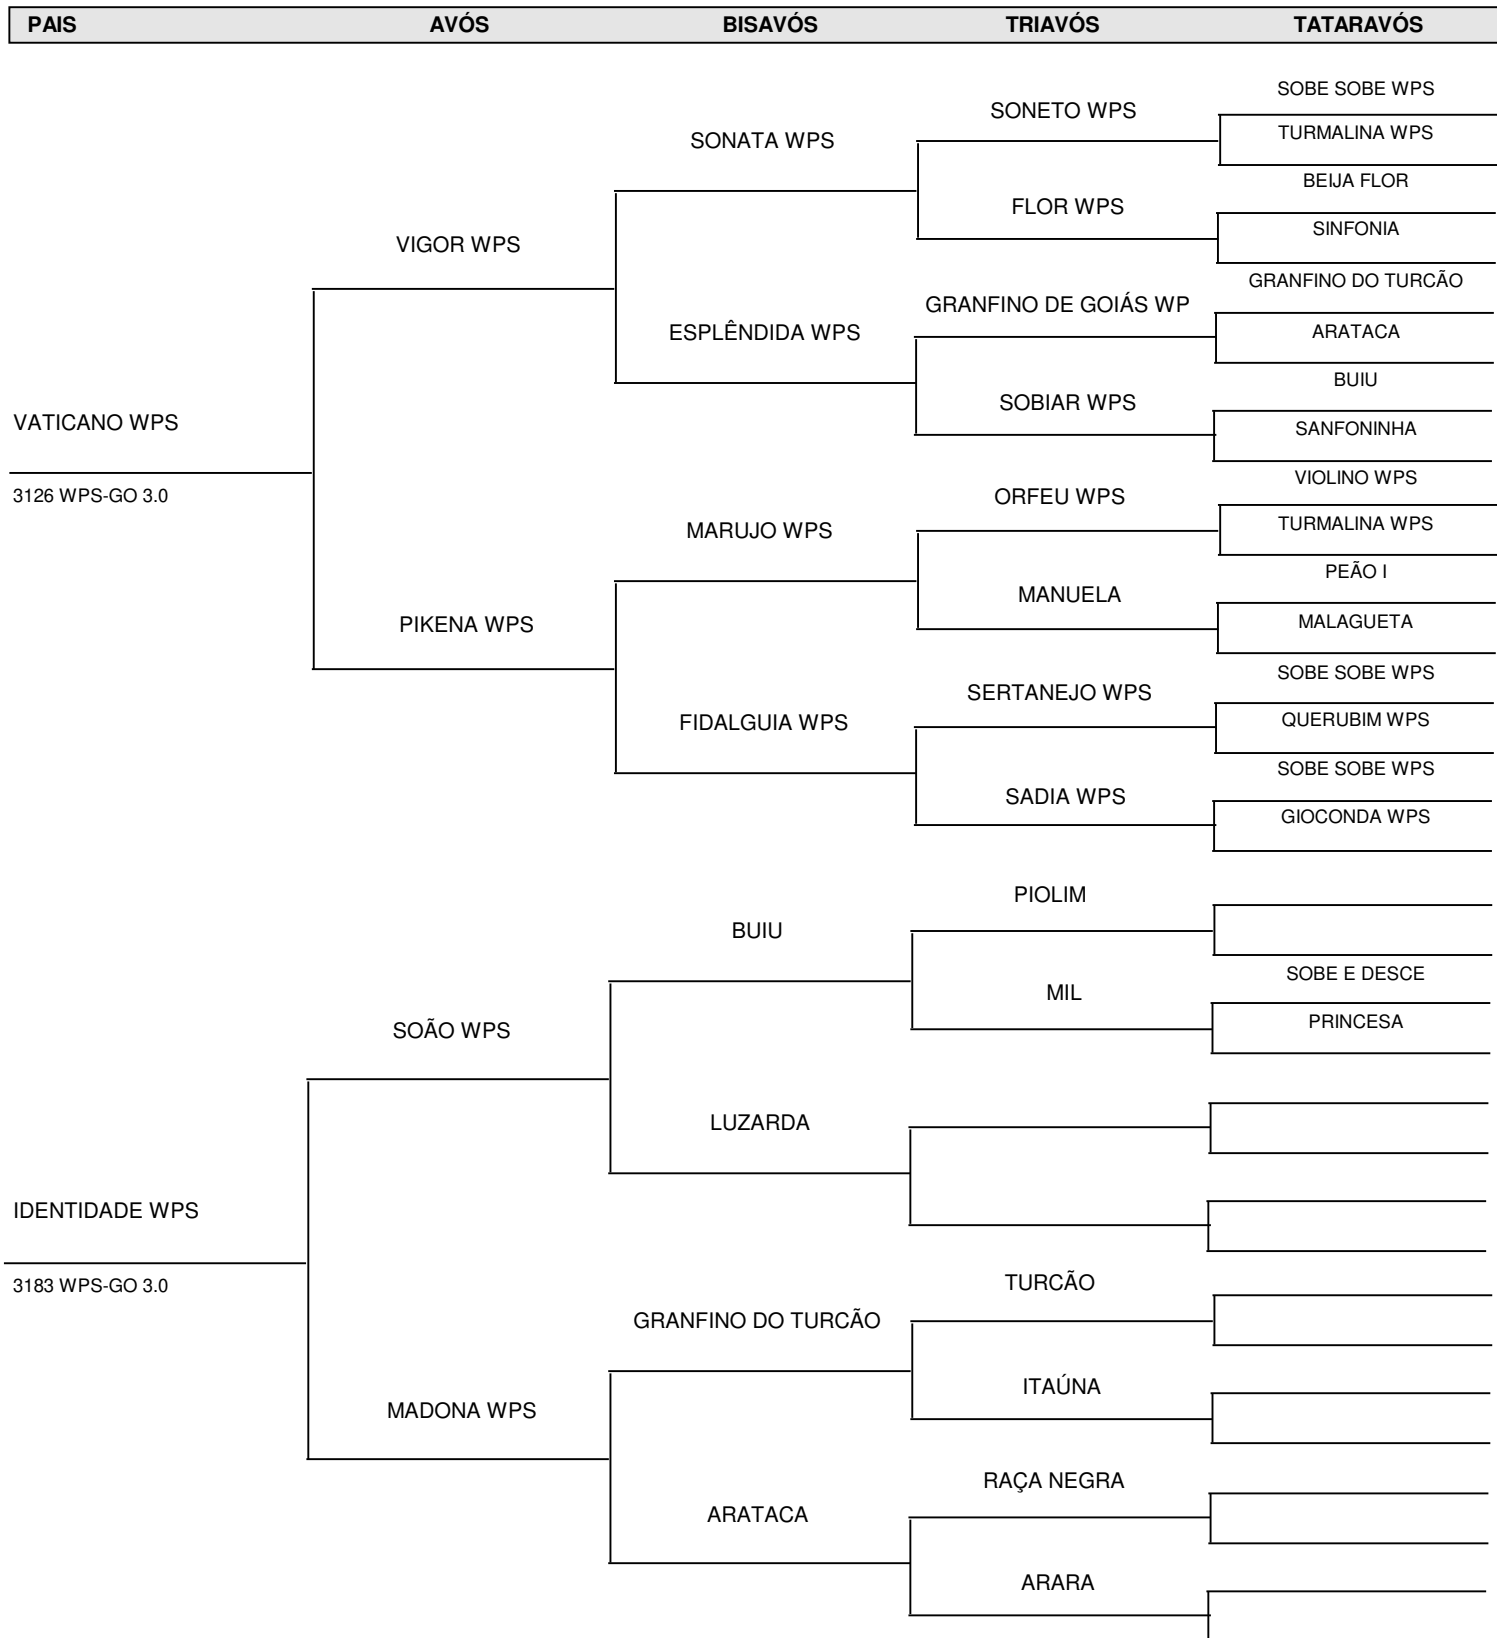 PAIS AVÓS BISAVÓS TRIAVÓS TATARAVÓS
SOBE SOBE WPS
SONETO WPS
TURMALINA WPS
SONATA WPS
BEIJA FLOR
FLOR WPS
SINFONIA
VIGOR WPS
GRANFINO DO TURCÃO
GRANFINO DE GOIÁS WP
ESPLÊNDIDA WPS
ARATACA
BUIU
SOBIAR WPS
VATICANO WPS
SANFONINHA
VIOLINO WPS
3126 WPS-GO 3.0
ORFEU WPS
TURMALINA WPS
MARUJO WPS
PEÃO I
MANUELA
MALAGUETA
PIKENA WPS
SOBE SOBE WPS
SERTANEJO WPS
QUERUBIM WPS
FIDALGUIA WPS
SOBE SOBE WPS
SADIA WPS
GIOCONDA WPS
PIOLIM
BUIU
SOBE E DESCE
MIL
PRINCESA
SOÃO WPS
LUZARDA
IDENTIDADE WPS
3183 WPS-GO 3.0
TURCÃO
GRANFINO DO TURCÃO
ITAÚNA
MADONA WPS
RAÇA NEGRA
ARATACA
ARARA